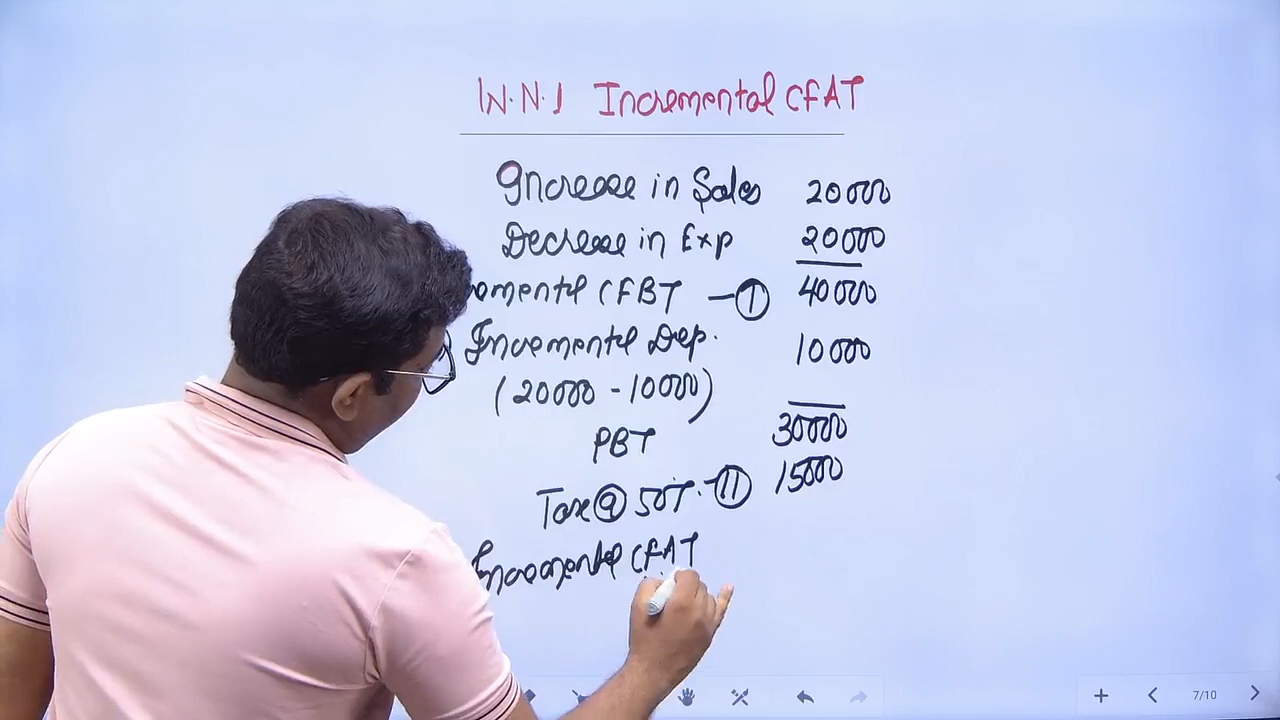 W.N.1 Incremental CFAT
Increase in Sales 20000
Decrease in Exp 20000
emental CFBT - I 40000
Incremental Dep. 10000
(20000 - 10000)
PBT 30000
Tax @ 50%. - II 15000
Incremental CFAT
7/10